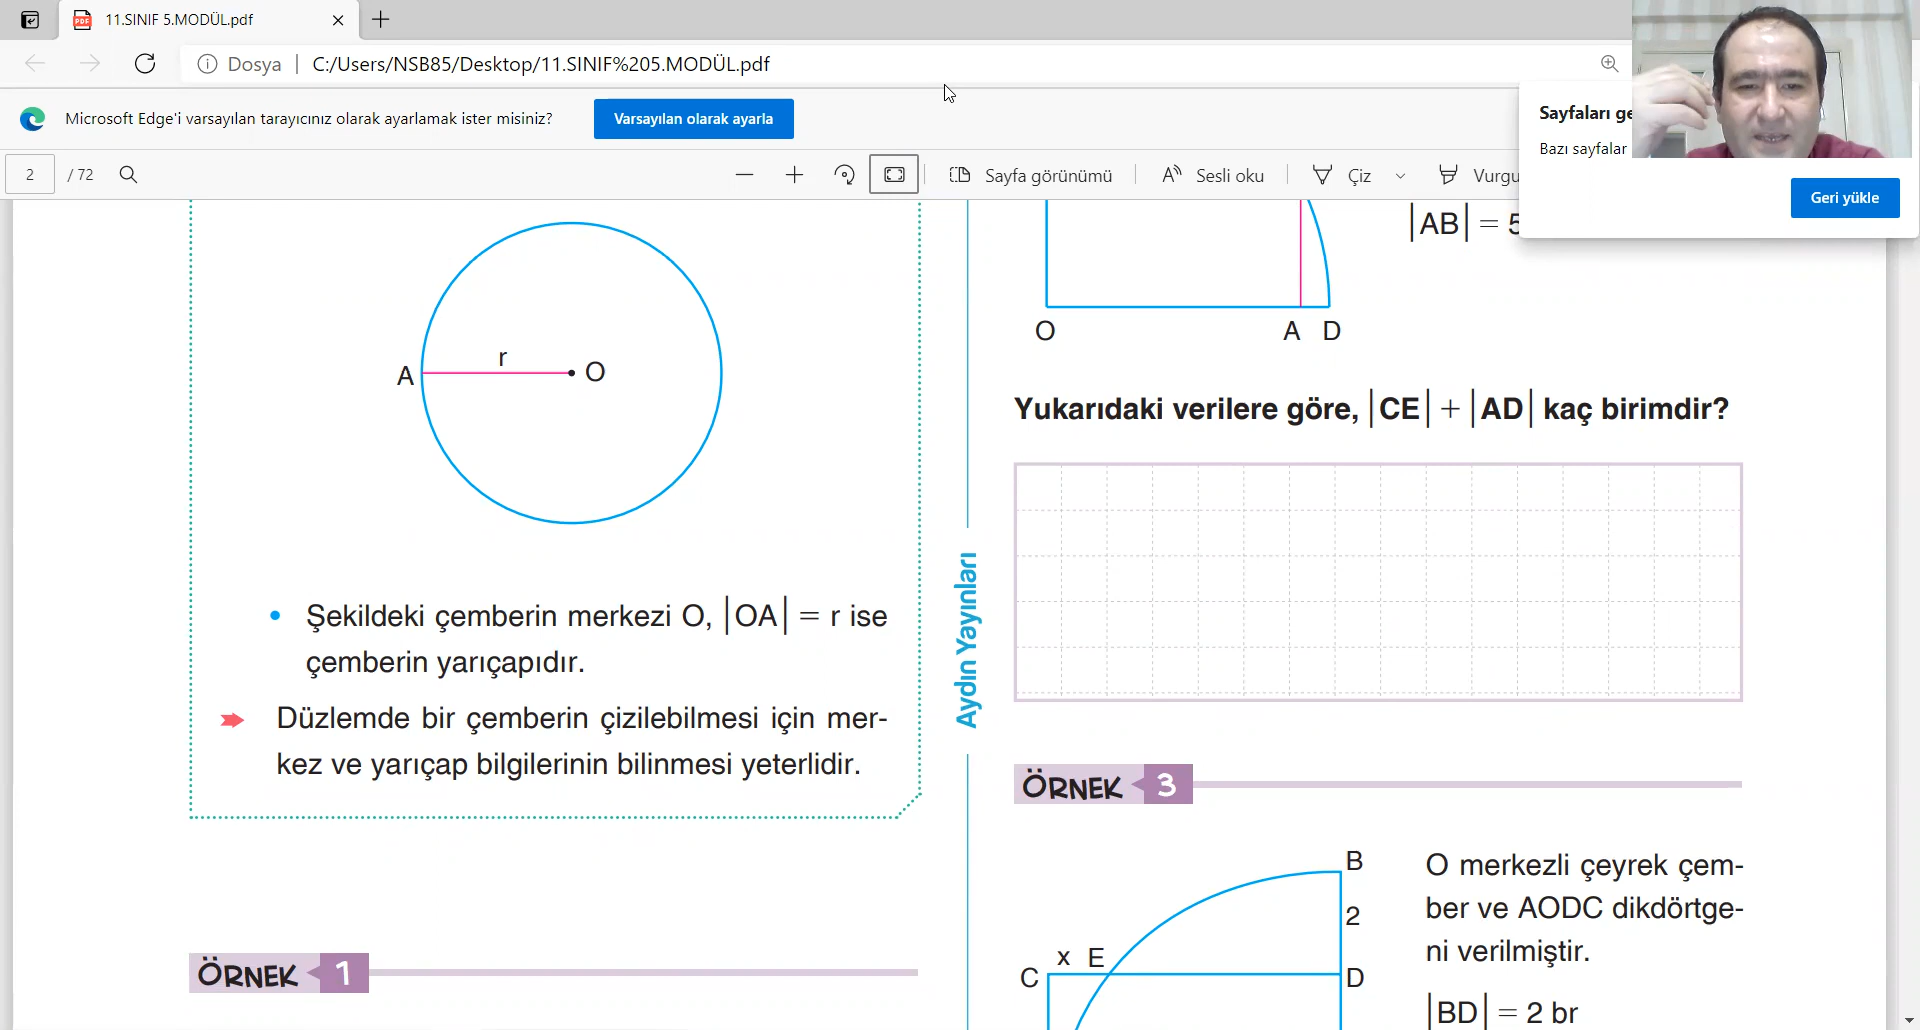 11.SINIF 5.MODÜL.pdf
Dosya
C:/Users/NSB85/Desktop/11.SINIF%205.MODÜL.pdf
Microsoft Edge'i varsayılan tarayıcınız olarak ayarlamak ister misiniz?
Varsayılan olarak ayarla
Sayfaları ge
Bazı sayfalar
Geri yükle
2 / 72
Sayfa görünümü
Sesli oku
Çiz
Vurgu
A r O
Şekildeki çemberin merkezi O, |OA| = r ise
çemberin yarıçapıdır.
Düzlemde bir çemberin çizilebilmesi için mer-
kez ve yarıçap bilgilerinin bilinmesi yeterlidir.
ÖRNEK 1
Aydın Yayınları
|AB| = 5
O A D
Yukarıdaki verilere göre, |CE| + |AD| kaç birimdir?
ÖRNEK 3
B
2
x E
C D
O merkezli çeyrek çem-
ber ve AODC dikdörtge-
ni verilmiştir.
|BD| = 2 br